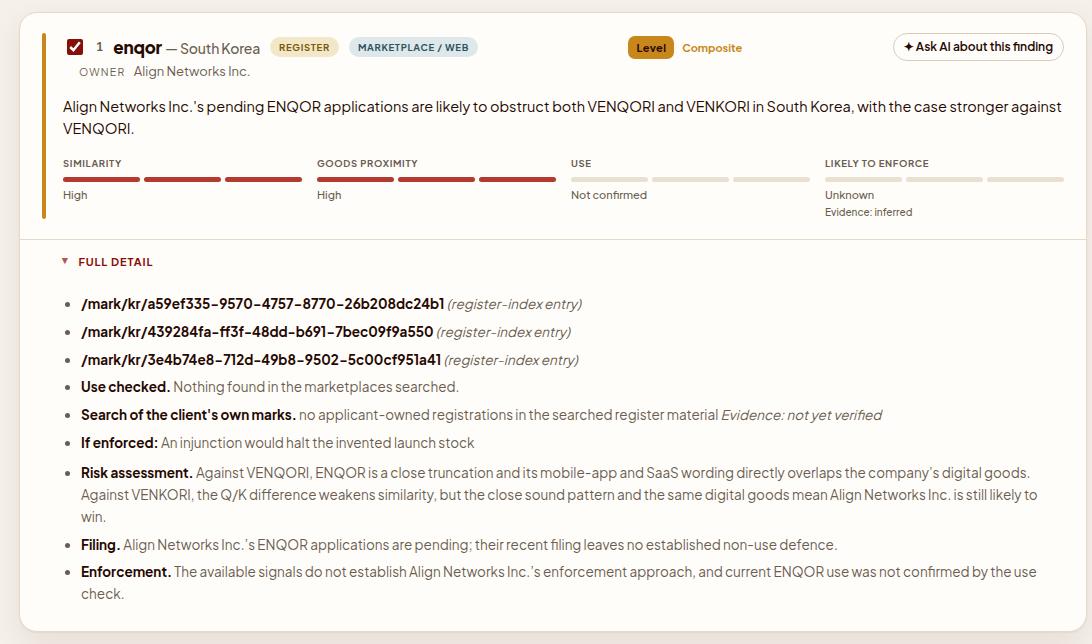 1 enqor — South Korea REGISTER MARKETPLACE / WEB Level Composite ✦ Ask AI about this finding
OWNER Align Networks Inc.
Align Networks Inc.'s pending ENQOR applications are likely to obstruct both VENQORI and VENKORI in South Korea, with the case stronger against
VENQORI.
SIMILARITY GOODS PROXIMITY USE LIKELY TO ENFORCE
High High Not confirmed Unknown
Evidence: inferred
▼ FULL DETAIL
• /mark/kr/a59ef335-9570-4757-8770-26b208dc24b1 (register-index entry)
• /mark/kr/439284fa-ff3f-48dd-b691-7bec09f9a550 (register-index entry)
• /mark/kr/3e4b74e8-712d-49b8-9502-5c00cf951a41 (register-index entry)
• Use checked. Nothing found in the marketplaces searched.
• Search of the client's own marks. no applicant-owned registrations in the searched register material Evidence: not yet verified
• If enforced: An injunction would halt the invented launch stock
• Risk assessment. Against VENQORI, ENQOR is a close truncation and its mobile-app and SaaS wording directly overlaps the company's digital goods.
Against VENKORI, the Q/K difference weakens similarity, but the close sound pattern and the same digital goods mean Align Networks Inc. is still likely to
win.
• Filing. Align Networks Inc.'s ENQOR applications are pending; their recent filing leaves no established non-use defence.
• Enforcement. The available signals do not establish Align Networks Inc.'s enforcement approach, and current ENQOR use was not confirmed by the use
check.